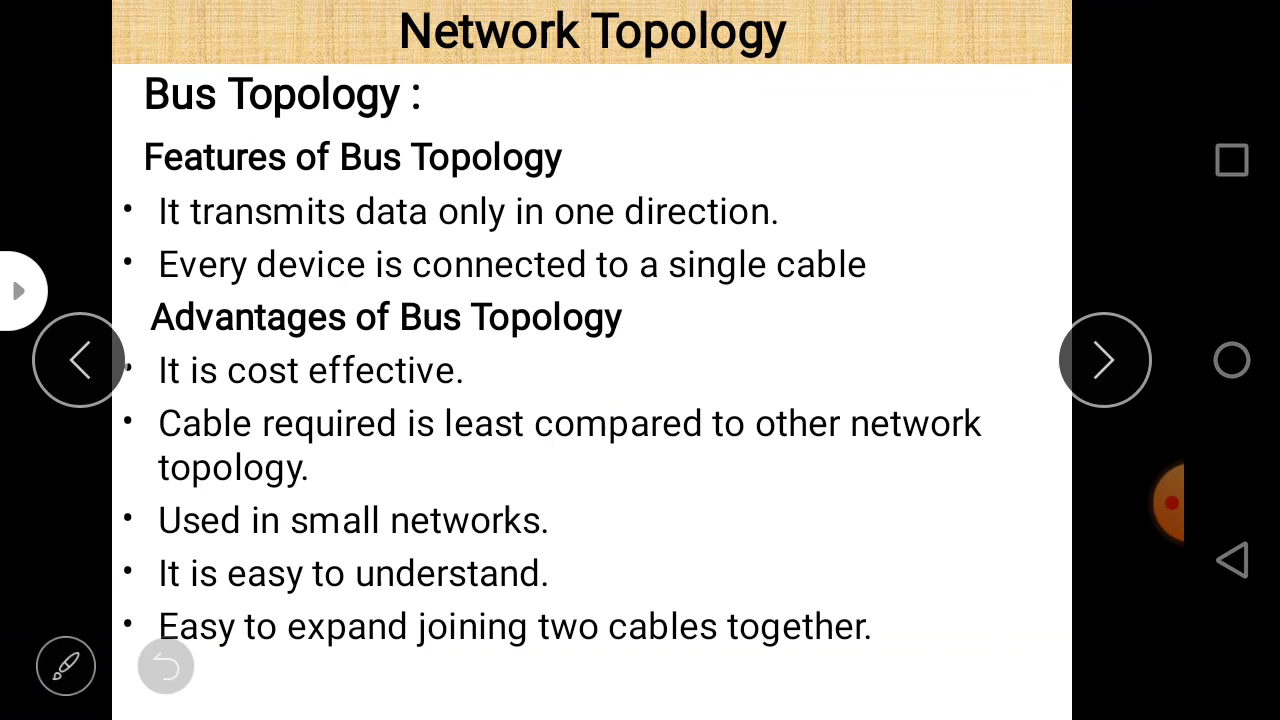 Network Topology
Bus Topology :
Features of Bus Topology
• It transmits data only in one direction.
• Every device is connected to a single cable
Advantages of Bus Topology
• It is cost effective.
• Cable required is least compared to other network
topology.
• Used in small networks.
• It is easy to understand.
• Easy to expand joining two cables together.